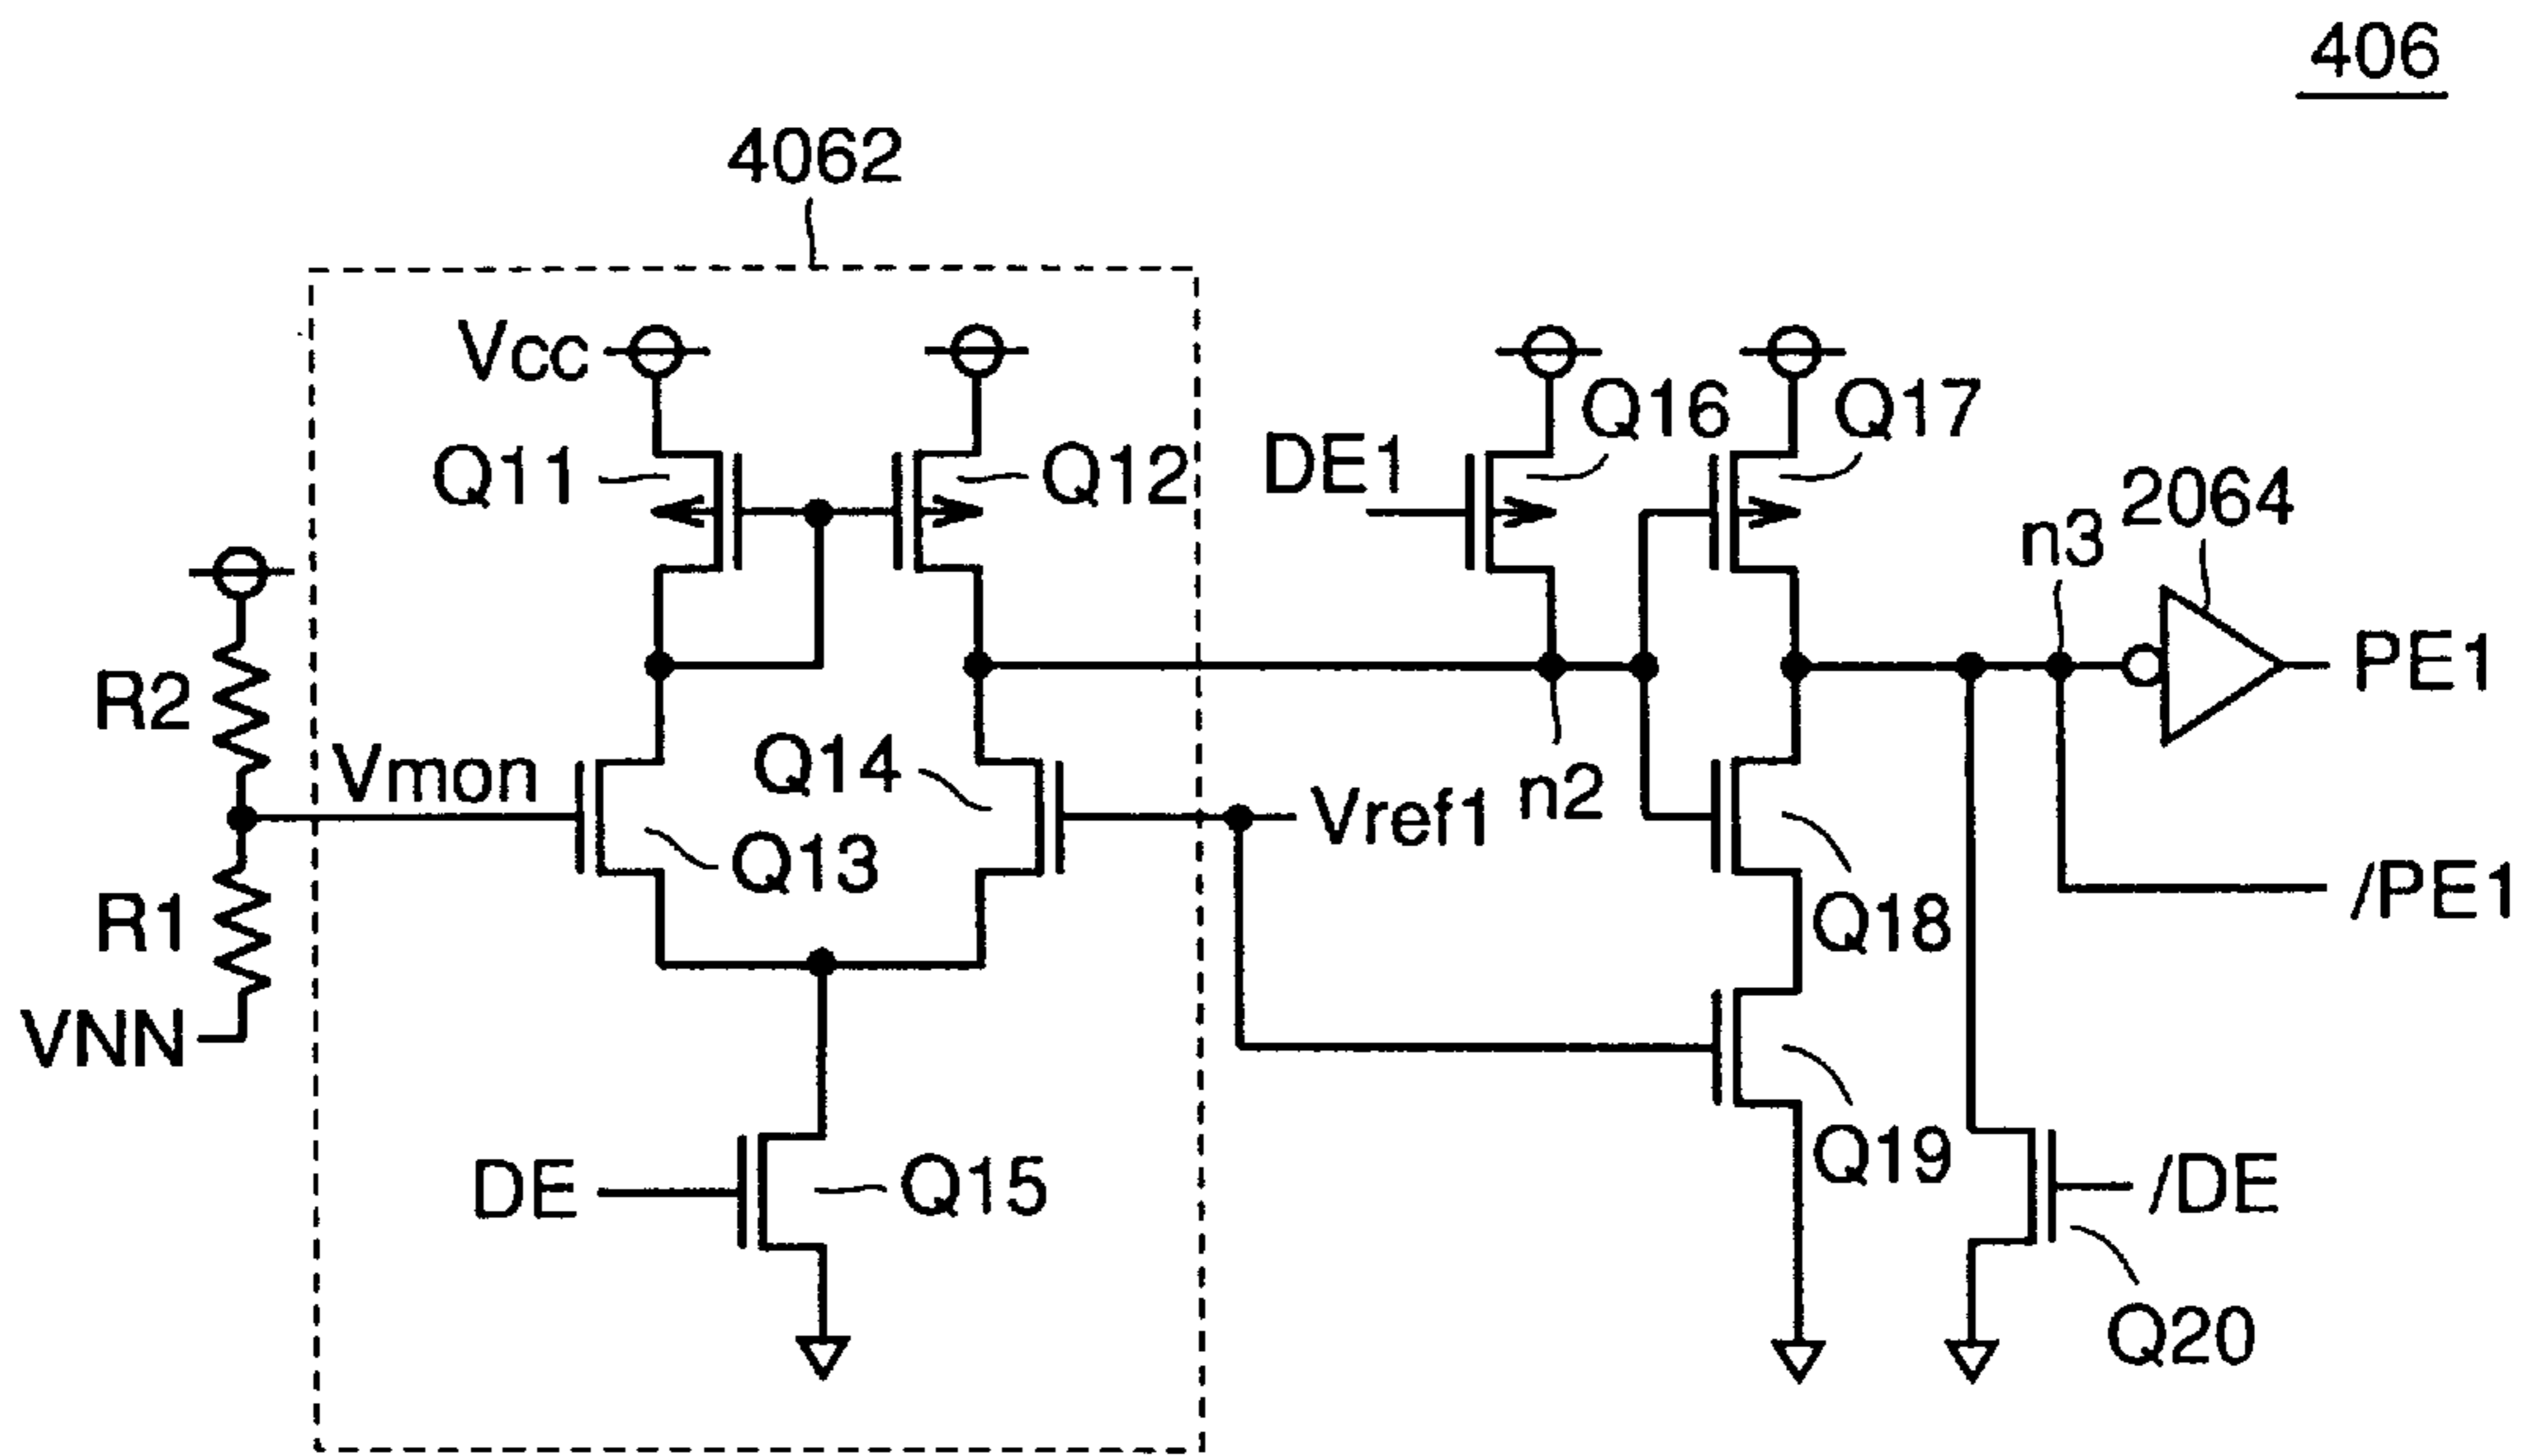 406
4062
Vcc
Q11
Q12
DE1
Q16
Q17
n3
2064
R2
Vmon
Q14
Q13
Vref1
n2
PE1
/PE1
R1
VNN
Q18
DE
Q15
Q19
/DE
Q20